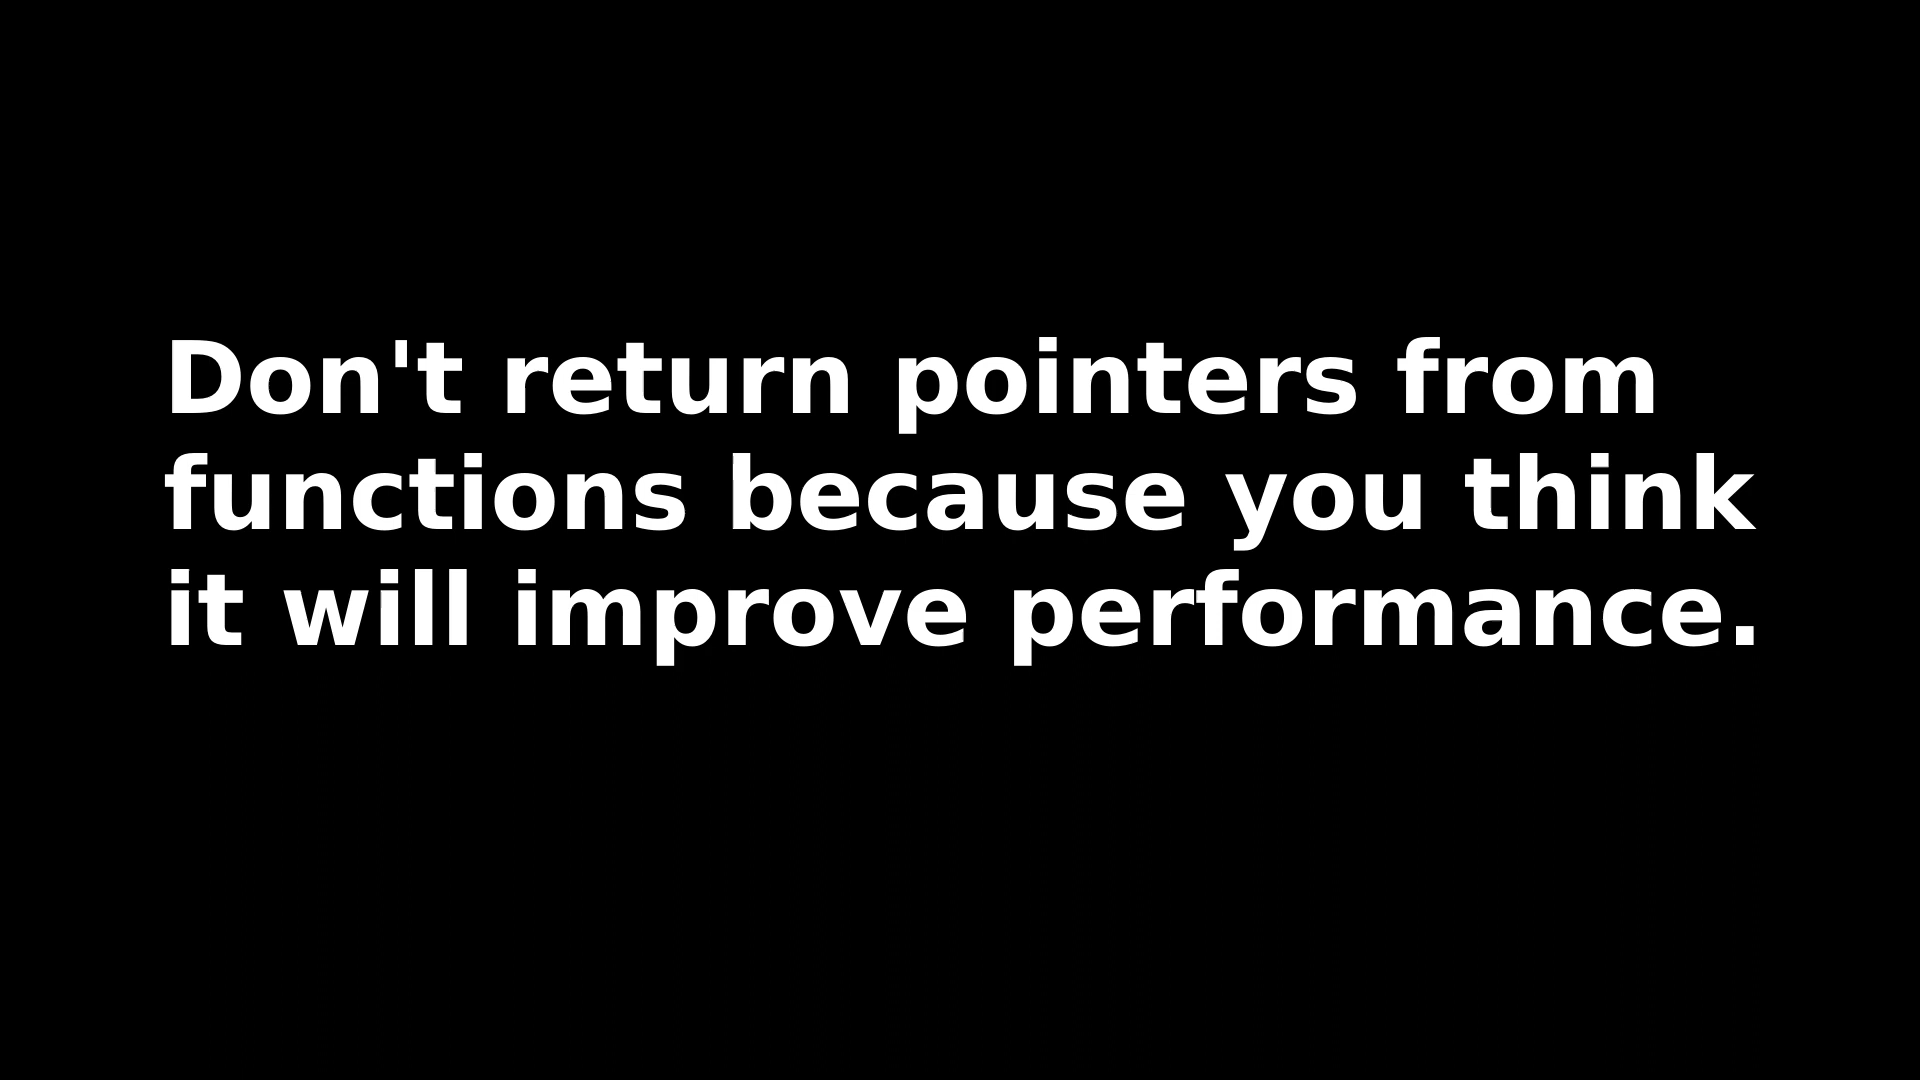 Don't return pointers from
functions because you think
it will improve performance.